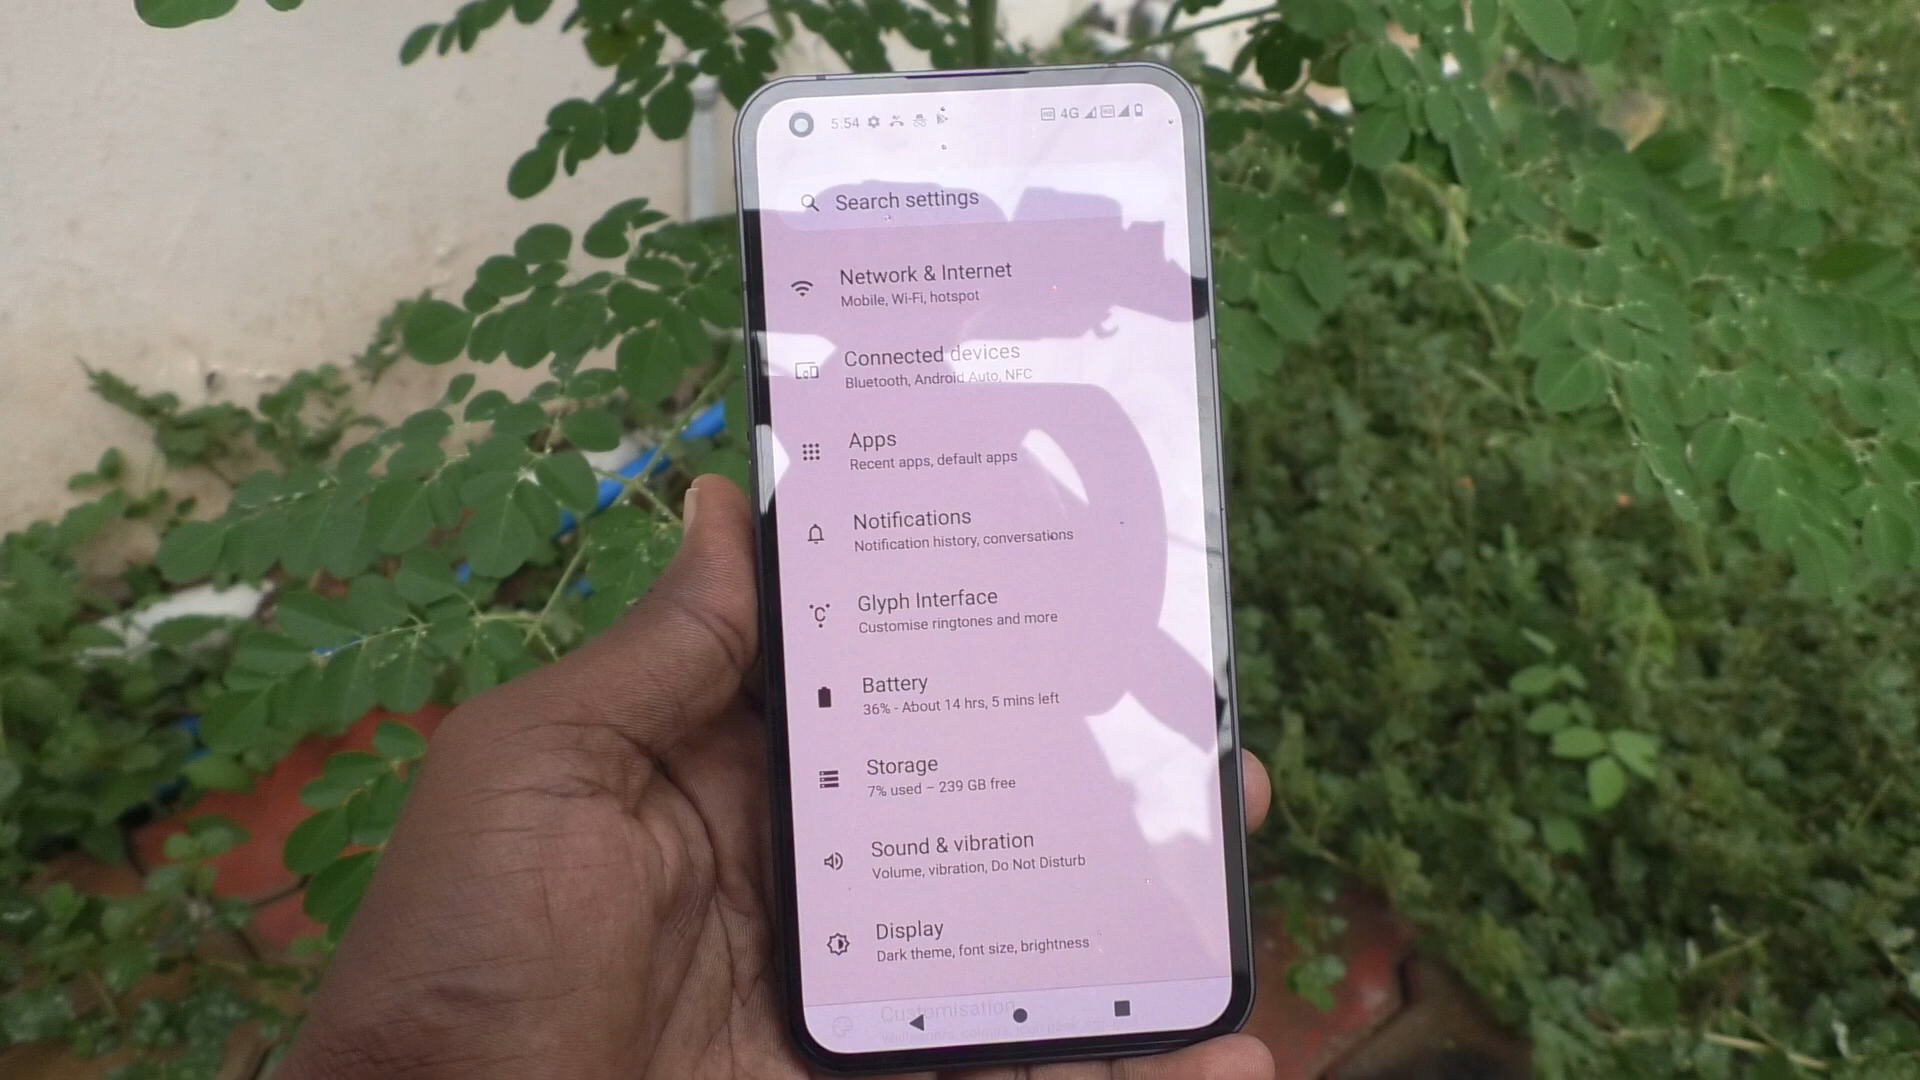 5:54 4G
Search settings
Network & Internet
Mobile, Wi-Fi, hotspot
Connected devices
Bluetooth, Android Auto, NFC
Apps
Recent apps, default apps
Notifications
Notification history, conversations
Glyph Interface
Customise ringtones and more
Battery
36% - About 14 hrs, 5 mins left
Storage
7% used – 239 GB free
Sound & vibration
Volume, vibration, Do Not Disturb
Display
Dark theme, font size, brightness
Customisation